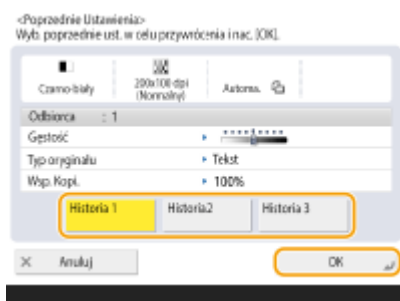 <Poprzednie Ustawienia>
Wyb. poprzednie ust. w celu przywrócenia i nac. [OK].
Czarno-biały
200x100 dpi
(Normalny)
Automa.
Odbiorca : 1
Gęstość
Typ oryginału ▸ Tekst
Wsp. Kopi. ▸ 100%
Historia 1 Historia2 Historia 3
× Anuluj OK